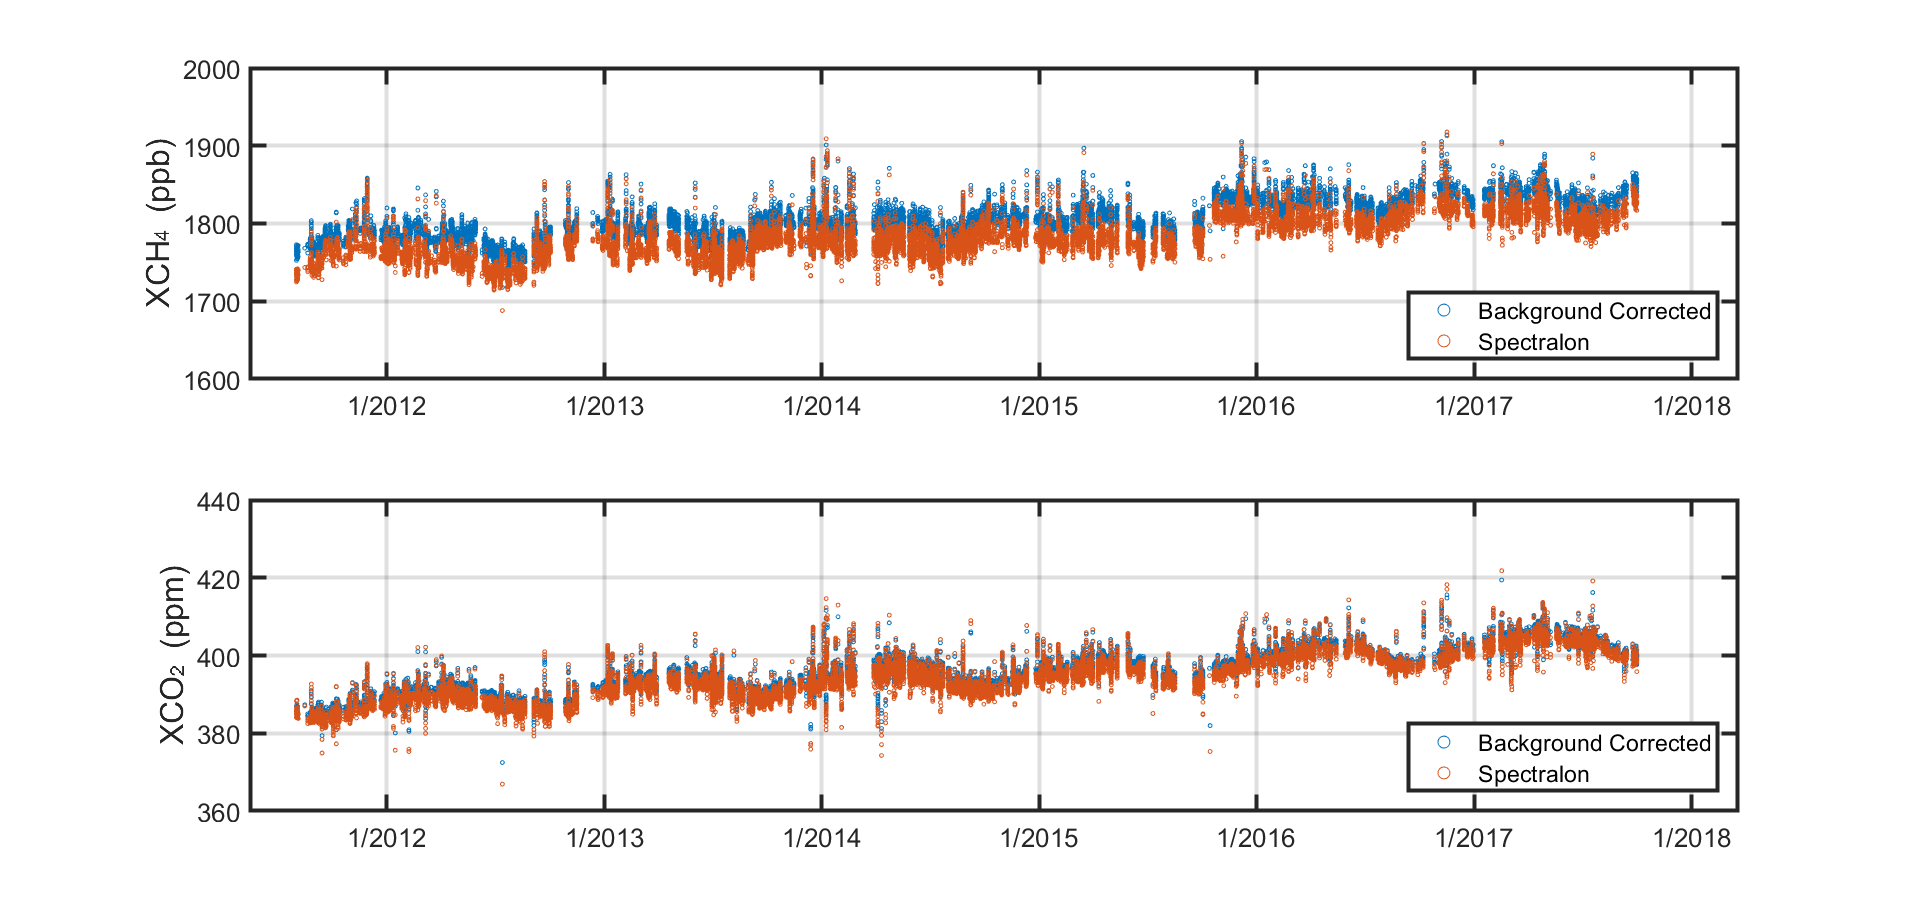 2000
1900
1800
1700
1600
XCH₄ (ppb)
Background Corrected
Spectralon
1/2012 1/2013 1/2014 1/2015 1/2016 1/2017 1/2018
440
420
400
380
360
XCO₂ (ppm)
Background Corrected
Spectralon
1/2012 1/2013 1/2014 1/2015 1/2016 1/2017 1/2018